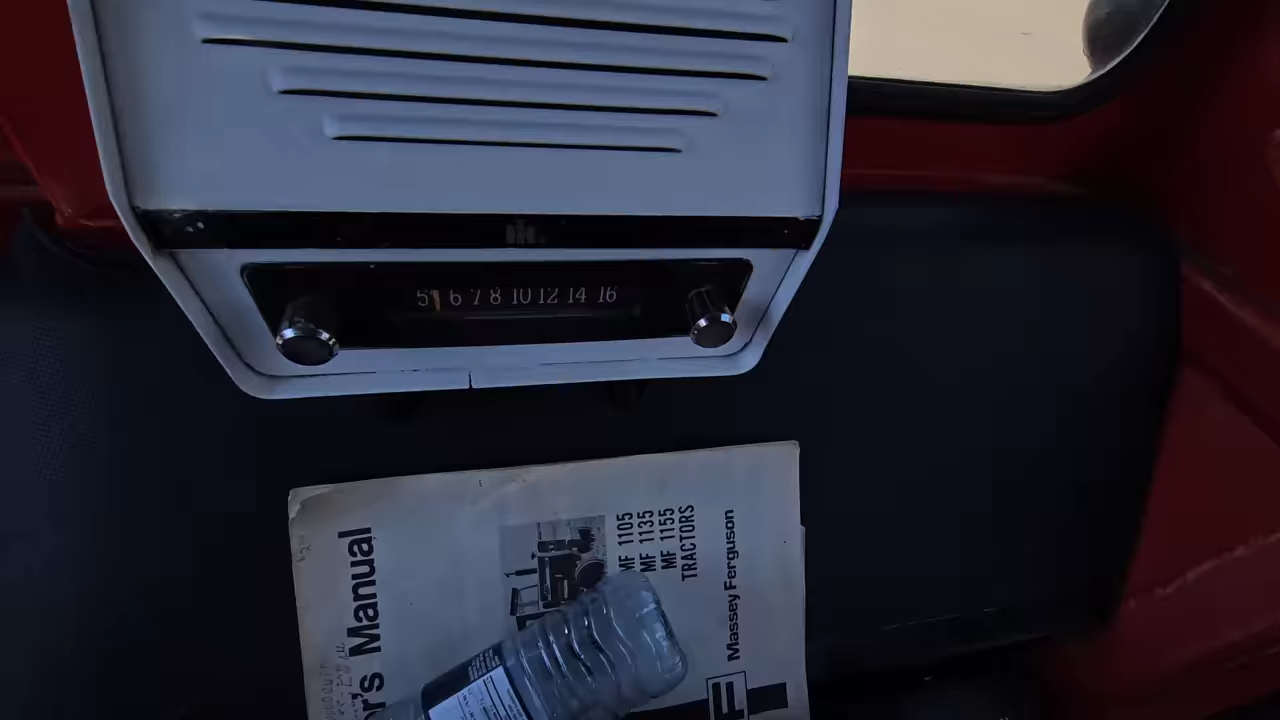 5 6 7 8 10 12 14 16
r's Manual
MF 1105
MF 1135
MF 1155
TRACTORS
Massey Ferguson
F